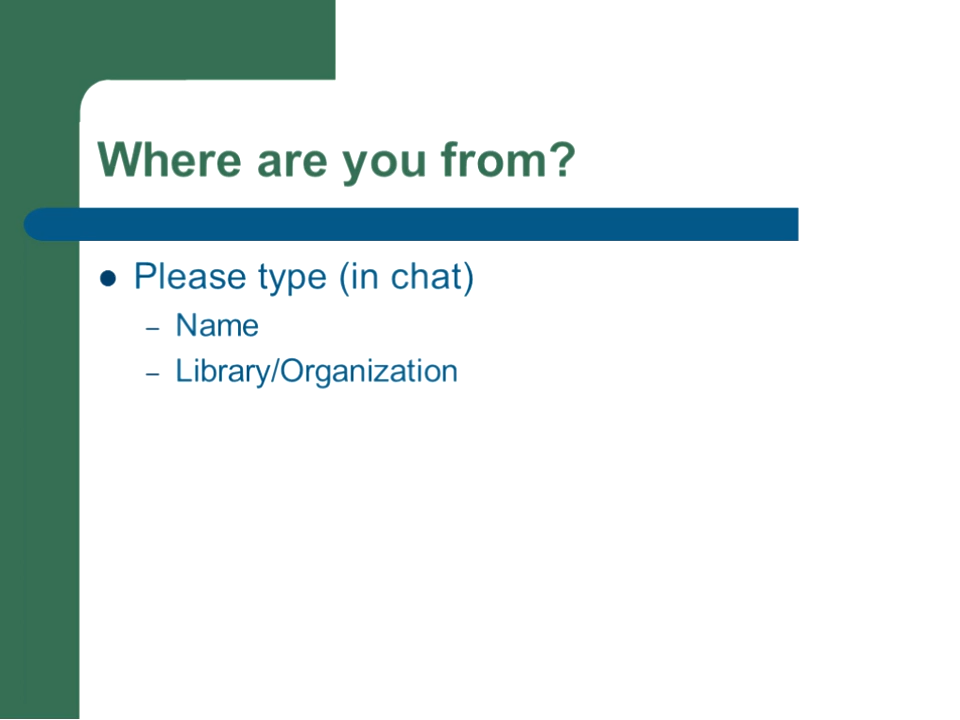 Where are you from?
● Please type (in chat)
– Name
– Library/Organization